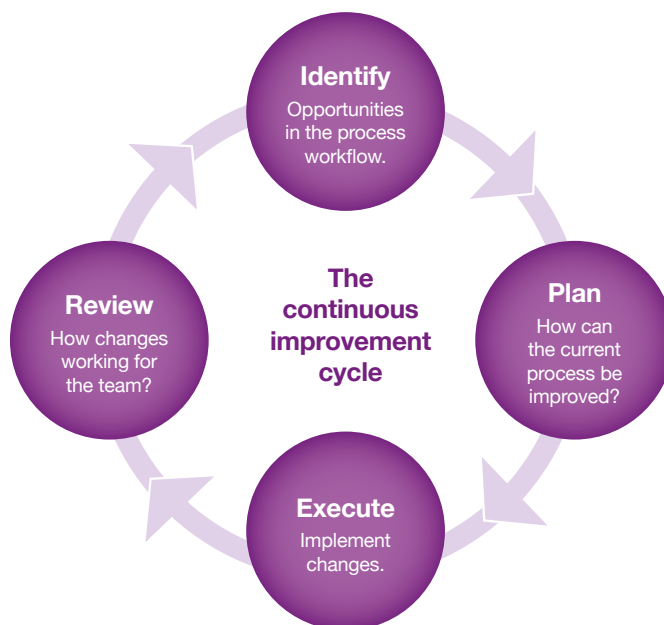 Identify
Opportunities
in the process
workflow.
The
continuous
improvement
cycle
Review
How changes
working for
the team?
Plan
How can
the current
process be
improved?
Execute
Implement
changes.